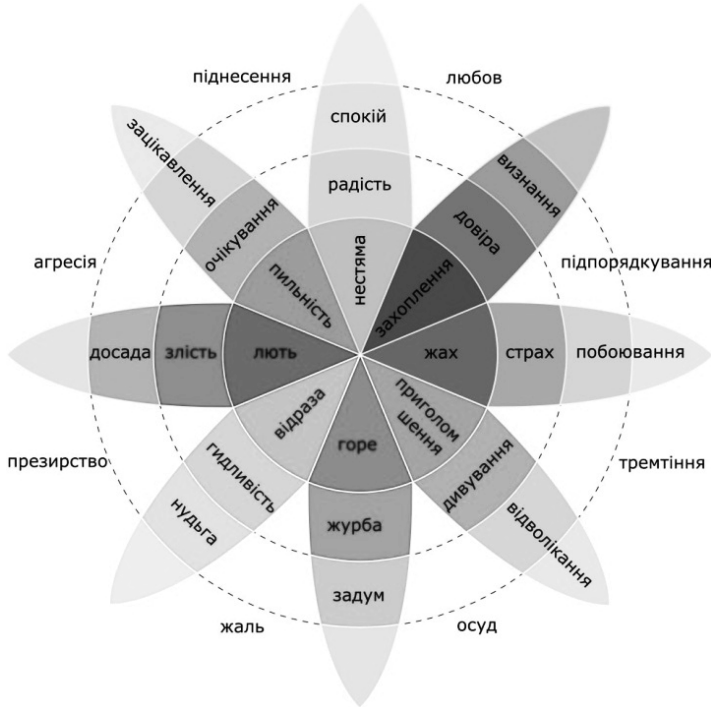 піднесення
любов
спокій
зацікавлення
визнання
радість
очікування
довіра
агресія
нестяма
підпорядкування
пильність
захоплення
досада
злість
лють
жах
страх
побоювання
відраза
приголом
шення
гидливість
горе
дивування
презирство
тремтіння
нудьга
журба
відволікання
задум
жаль
осуд